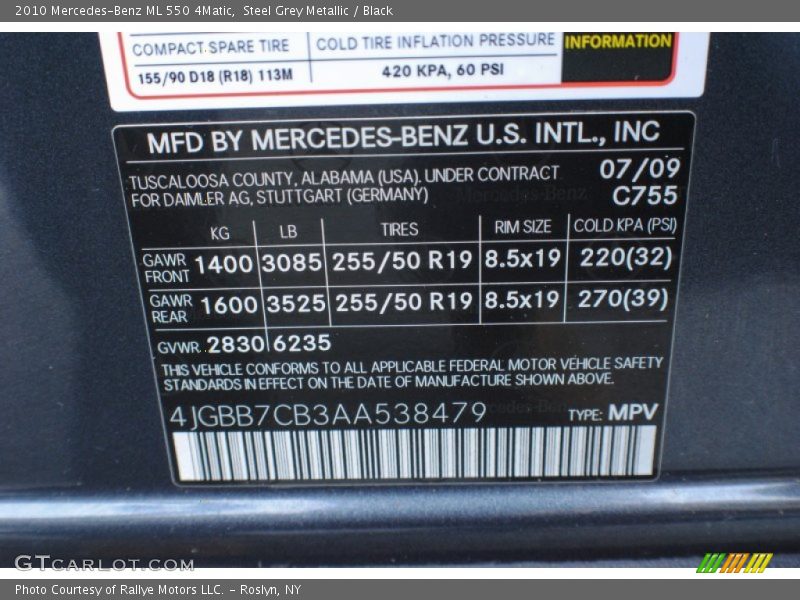 2010 Mercedes-Benz ML 550 4Matic,  Steel Grey Metallic / Black
COMPACT SPARE TIRE COLD TIRE INFLATION PRESSURE INFORMATION
155/90 D18 (R18) 113M 420 KPA, 60 PSI
MFD BY MERCEDES-BENZ U.S. INTL., INC
TUSCALOOSA COUNTY, ALABAMA (USA). UNDER CONTRACT 07/09
FOR DAIMLER AG, STUTTGART (GERMANY) C755
KG LB TIRES RIM SIZE COLD KPA (PSI)
GAWR FRONT 1400 3085 255/50 R19 8.5x19 220(32)
GAWR REAR 1600 3525 255/50 R19 8.5x19 270(39)
GVWR 2830 6235
THIS VEHICLE CONFORMS TO ALL APPLICABLE FEDERAL MOTOR VEHICLE SAFETY
STANDARDS IN EFFECT ON THE DATE OF MANUFACTURE SHOWN ABOVE.
4JGBB7CB3AA538479 TYPE: MPV
GTCARLOT.COM
Photo Courtesy of Rallye Motors LLC. - Roslyn, NY